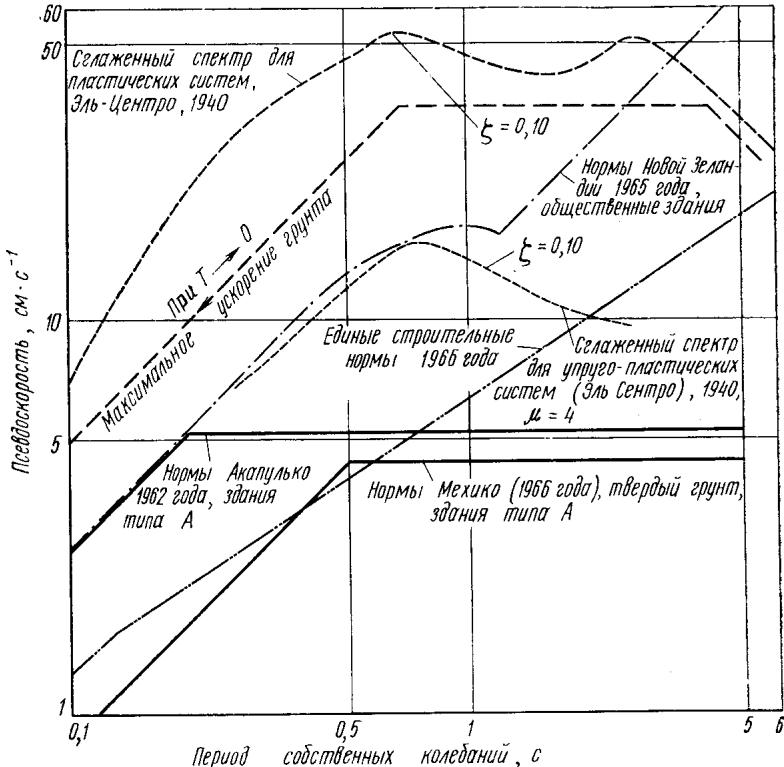 60
50
10
5
1
Псевдоскорость, см·с⁻¹
Сглаженный спектр для
пластических систем,
Эль-Центро, 1940
ξ = 0,10
Нормы Новой Зелан-
дии 1965 года,
общественные здания
При T → 0
Максимальное ускорение грунта
ξ = 0,10
Единые строительные
нормы 1966 года
Сглаженный спектр
для упруго-пластических
систем (Эль Сентро), 1940,
μ = 4
Нормы Акапулько
1962 года, здания
типа А
Нормы Мехико (1966 года), твердый грунт,
здания типа А
0,1
0,5
1
5
6
Период собственных колебаний, с